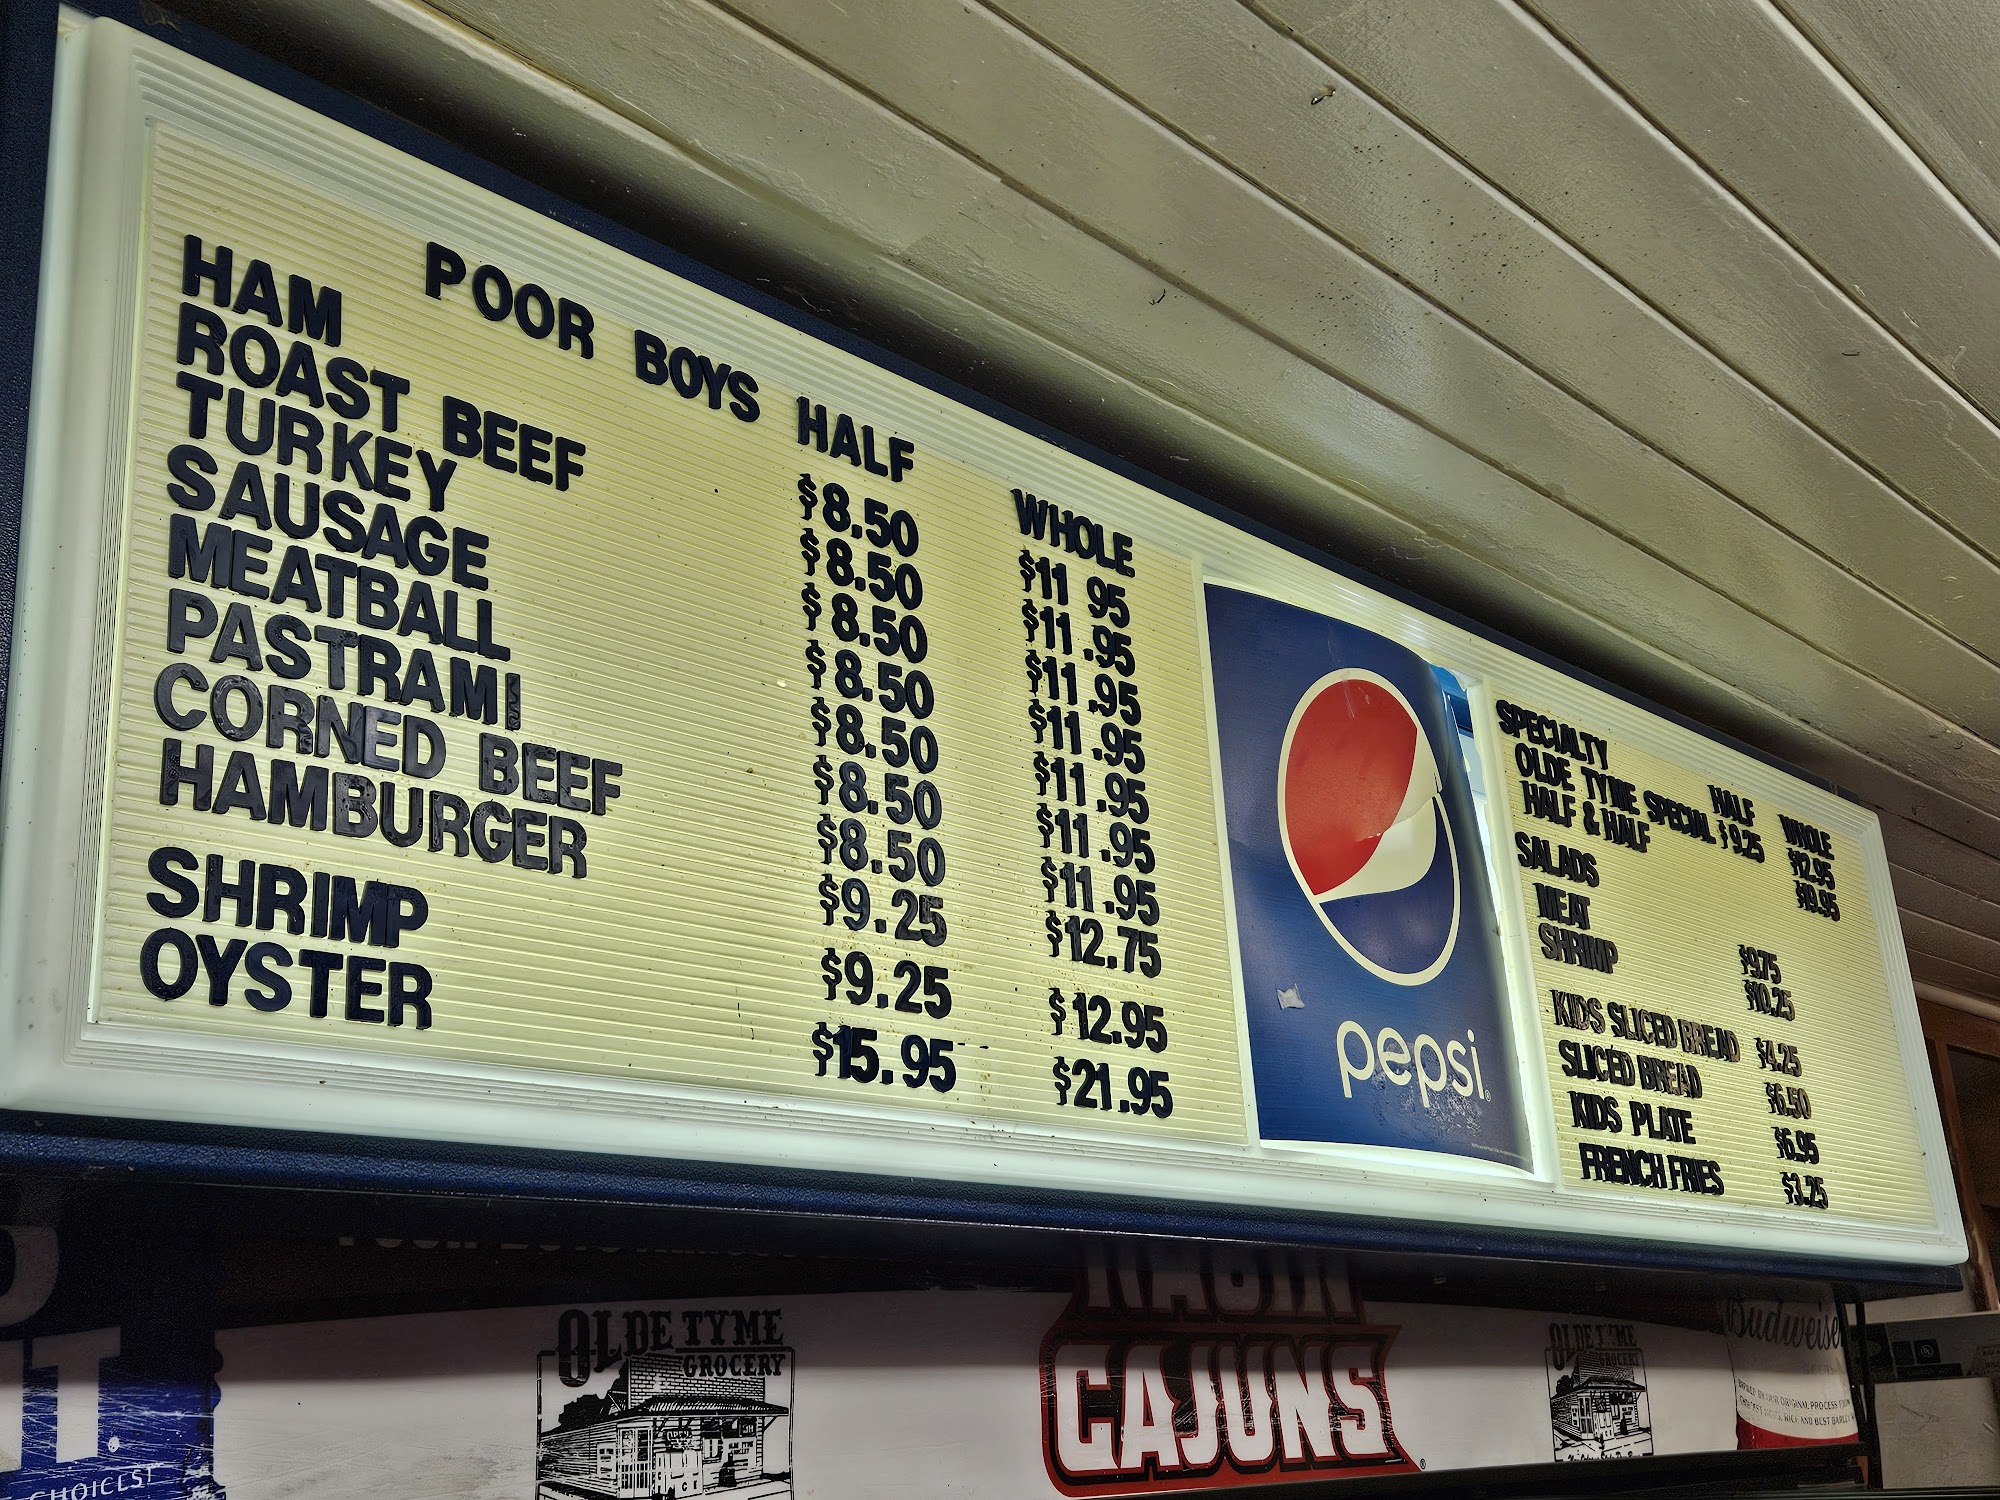 POOR BOYS HALF WHOLE
HAM $8.50 $11 95
ROAST BEEF $8.50 $11.95
TURKEY $8.50 $11.95
SAUSAGE $8.50 $11.95
MEATBALL $8.50 $11.95
PASTRAMI $8.50 $11.95
CORNED BEEF $8.50 $11.95
HAMBURGER $9.25 $12.75
SHRIMP $9.25 $12.95
OYSTER $15.95 $21.95
pepsi
SPECIALTY HALF WHOLE
OLDE TYME SPECIAL $9.25 $12.95
HALF & HALF $19.95
SALADS
MEAT $9.75
SHRIMP $10.25
KIDS SLICED BREAD $4.25
SLICED BREAD $6.50
KIDS PLATE $6.95
FRENCH FRIES $3.25
OLDE TYME
GROCERY
OPEN
RAGIN
CAJUNS
OLDE TYME
GROCERY
Budweiser
CHOICEST